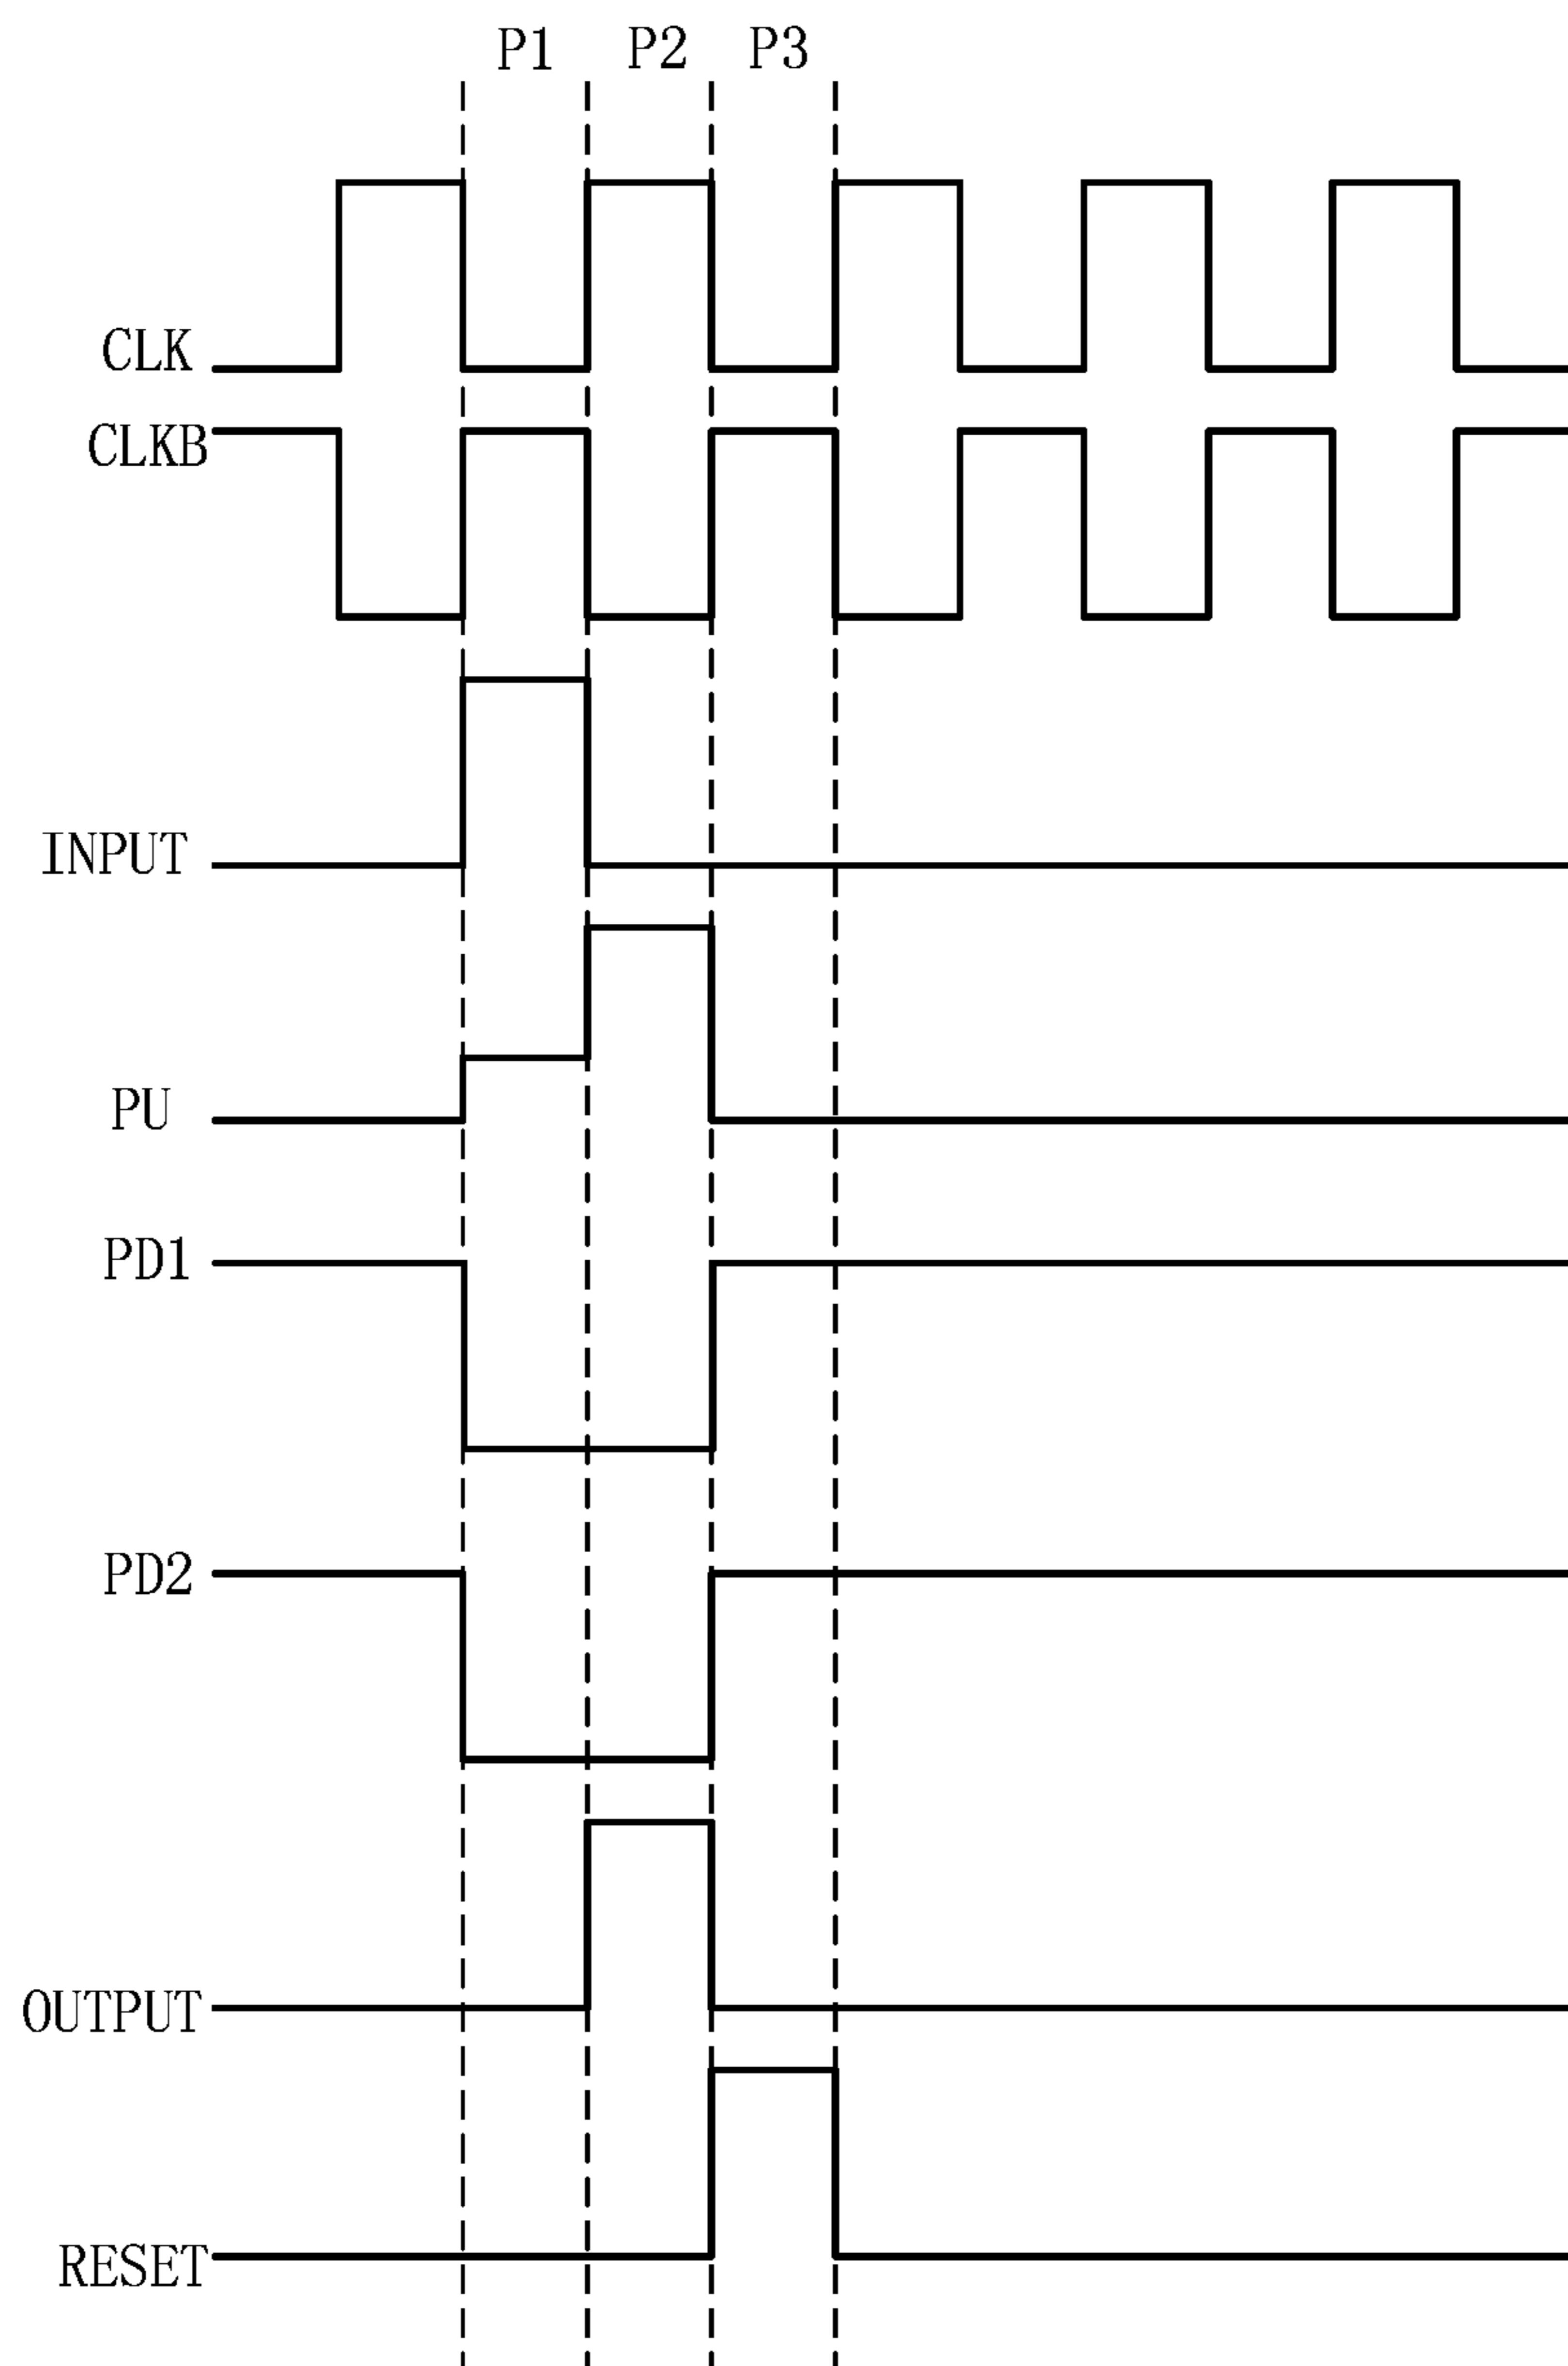 P1 P2 P3
CLK
CLKB
INPUT
PU
PD1
PD2
OUTPUT
RESET